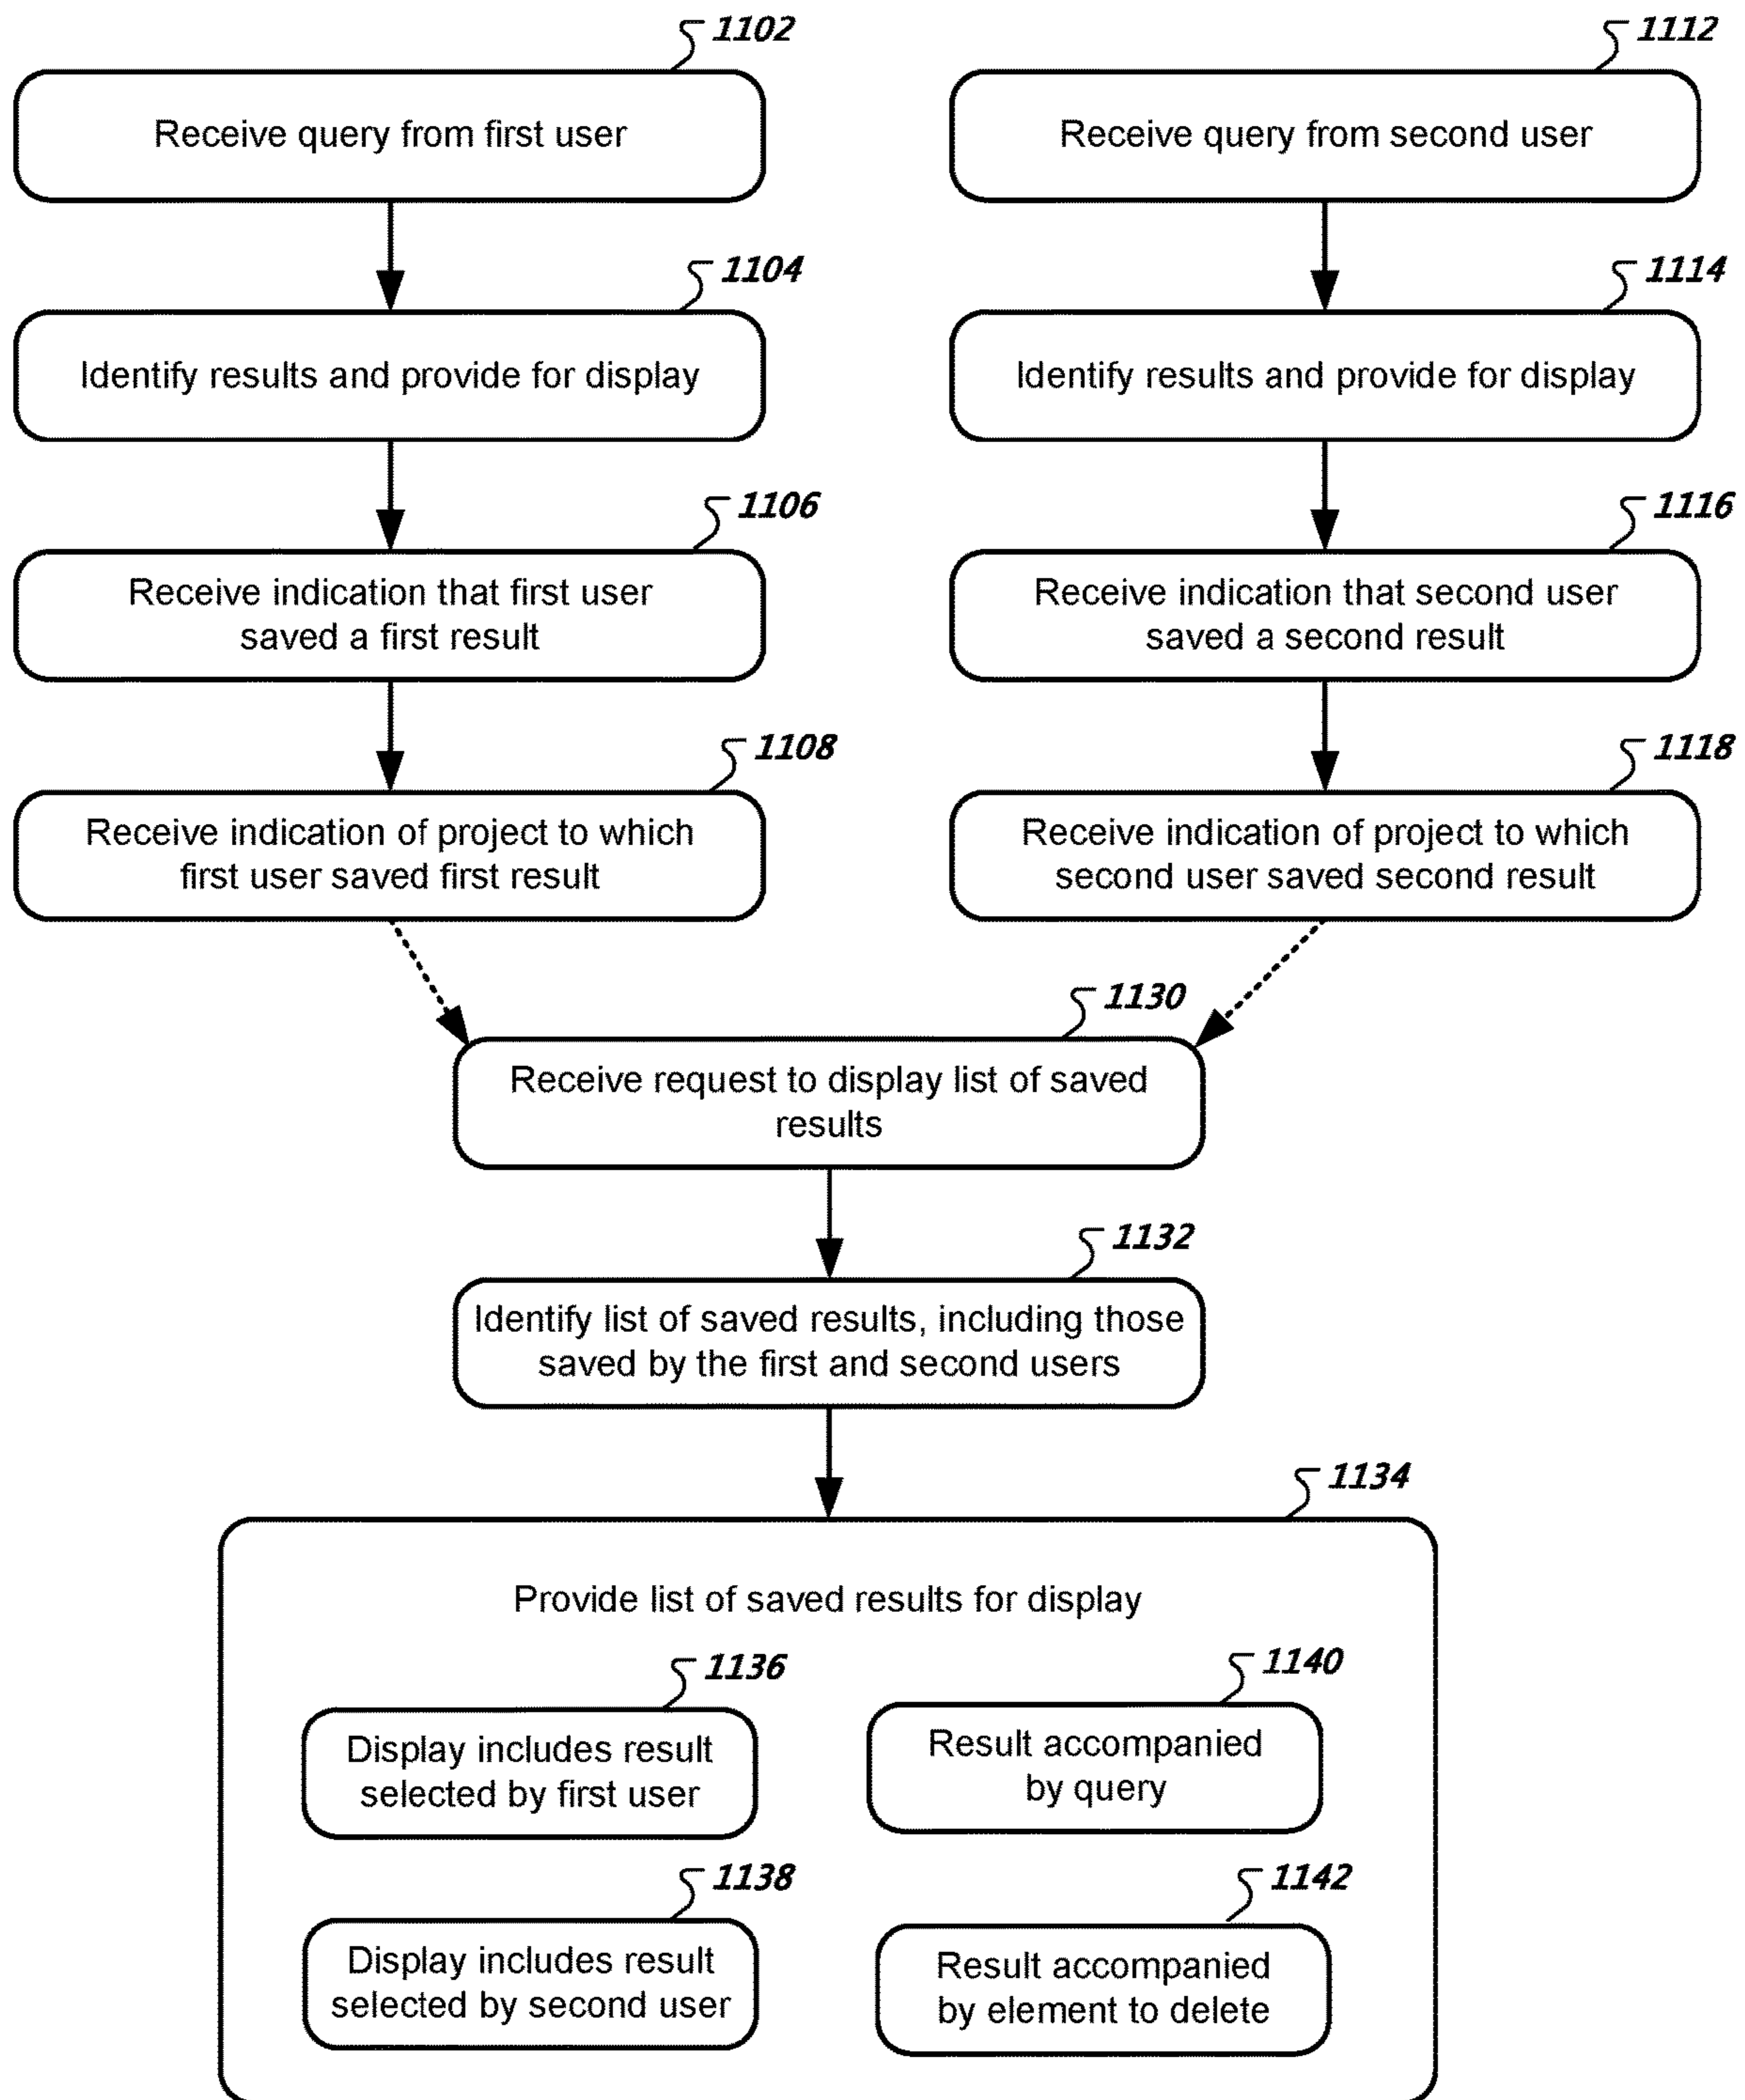 1102
Receive query from first user
1104
Identify results and provide for display
1106
Receive indication that first user
saved a first result
1108
Receive indication of project to which
first user saved first result
1112
Receive query from second user
1114
Identify results and provide for display
1116
Receive indication that second user
saved a second result
1118
Receive indication of project to which
second user saved second result
1130
Receive request to display list of saved
results
1132
Identify list of saved results, including those
saved by the first and second users
1134
Provide list of saved results for display
1136
Display includes result
selected by first user
1138
Display includes result
selected by second user
1140
Result accompanied
by query
1142
Result accompanied
by element to delete